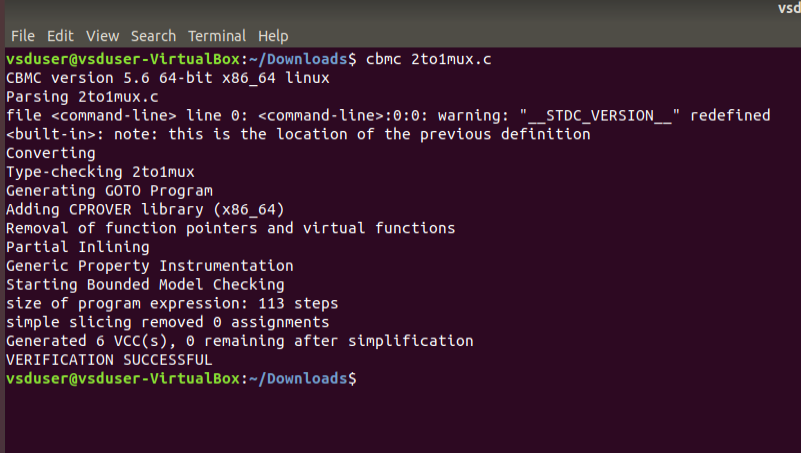 vsd
File Edit View Search Terminal Help
vsduser@vsduser-VirtualBox:~/Downloads$ cbmc 2to1mux.c
CBMC version 5.6 64-bit x86_64 linux
Parsing 2to1mux.c
file <command-line> line 0: <command-line>:0:0: warning: "__STDC_VERSION__" redefined
<built-in>: note: this is the location of the previous definition
Converting
Type-checking 2to1mux
Generating GOTO Program
Adding CPROVER library (x86_64)
Removal of function pointers and virtual functions
Partial Inlining
Generic Property Instrumentation
Starting Bounded Model Checking
size of program expression: 113 steps
simple slicing removed 0 assignments
Generated 6 VCC(s), 0 remaining after simplification
VERIFICATION SUCCESSFUL
vsduser@vsduser-VirtualBox:~/Downloads$